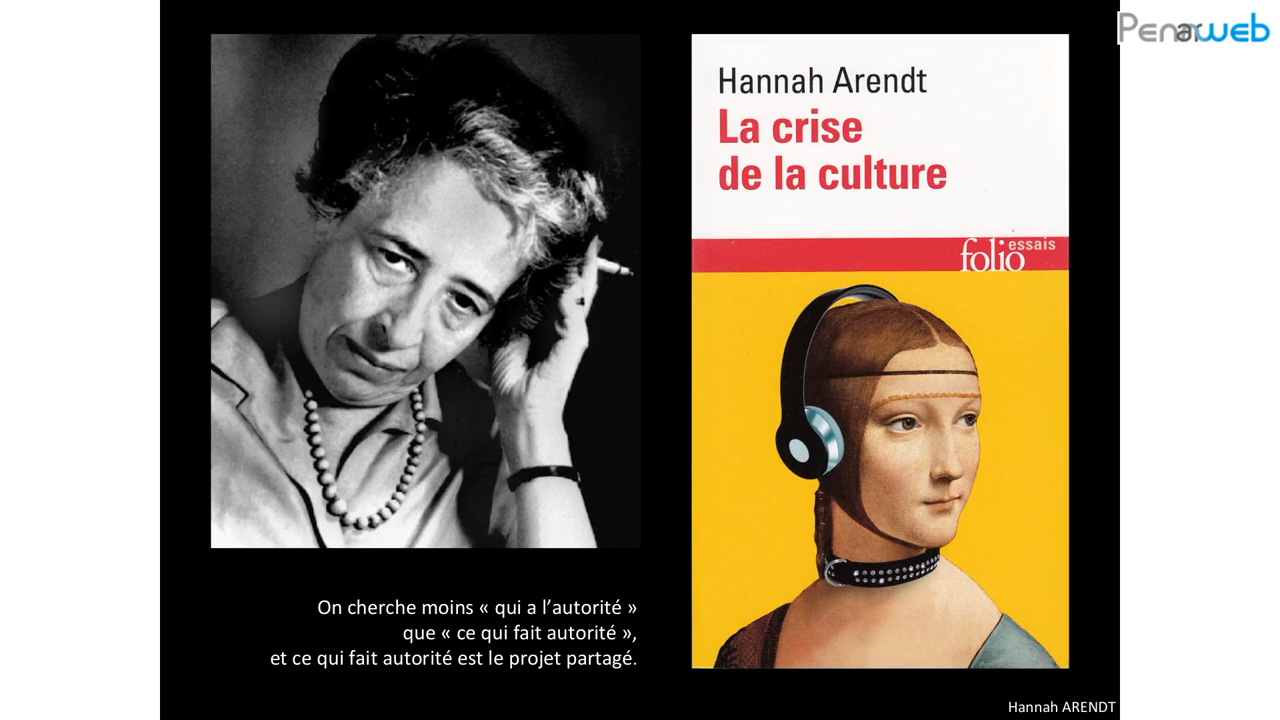 Penarweb
Hannah Arendt
La crise
de la culture
essais
folio
On cherche moins « qui a l’autorité »
que « ce qui fait autorité »,
et ce qui fait autorité est le projet partagé.
Hannah ARENDT